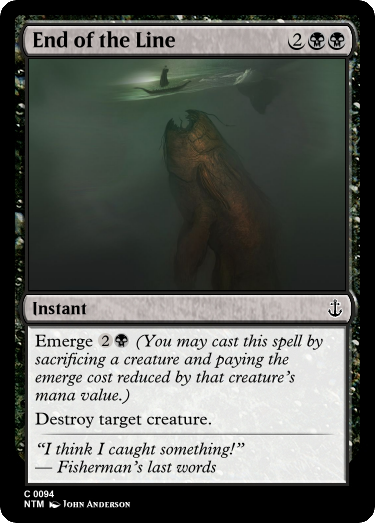 End of the Line 2
Instant
Emerge 2 (You may cast this spell by
sacrificing a creature and paying the
emerge cost reduced by that creature's
mana value.)
Destroy target creature.
"I think I caught something!"
— Fisherman's last words
C 0094
NTM John Anderson